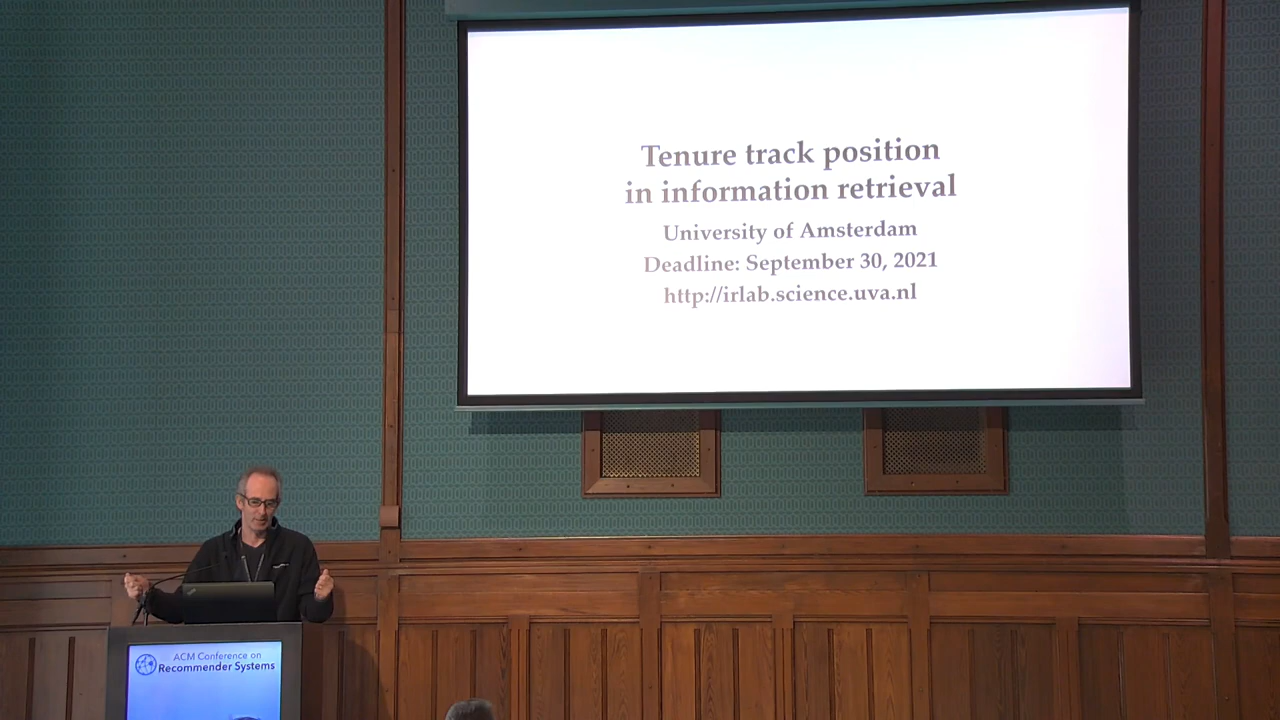 Tenure track position
in information retrieval
University of Amsterdam
Deadline: September 30, 2021
http://irlab.science.uva.nl
ACM Conference on
Recommender Systems